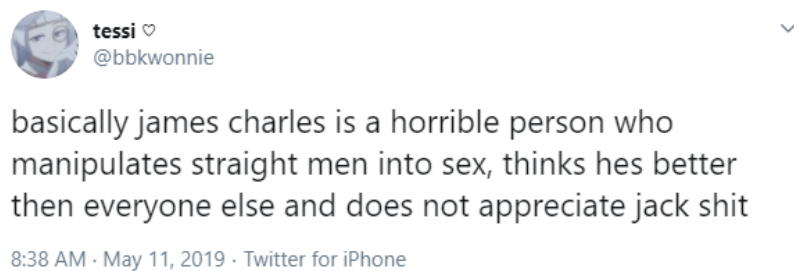 tessi ♡
@bbkwonnie
basically james charles is a horrible person who
manipulates straight men into sex, thinks hes better
then everyone else and does not appreciate jack shit
8:38 AM · May 11, 2019 · Twitter for iPhone